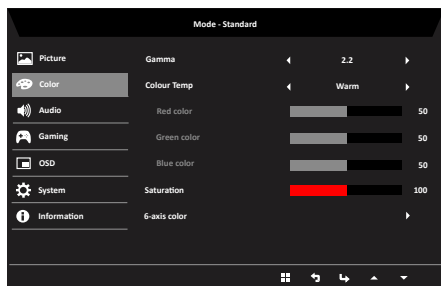 Mode - Standard
Picture
Gamma 2.2
Color
Colour Temp Warm
Audio
Red color 50
Gaming
Green color 50
OSD
Blue color 50
System
Saturation 100
Information
6-axis color